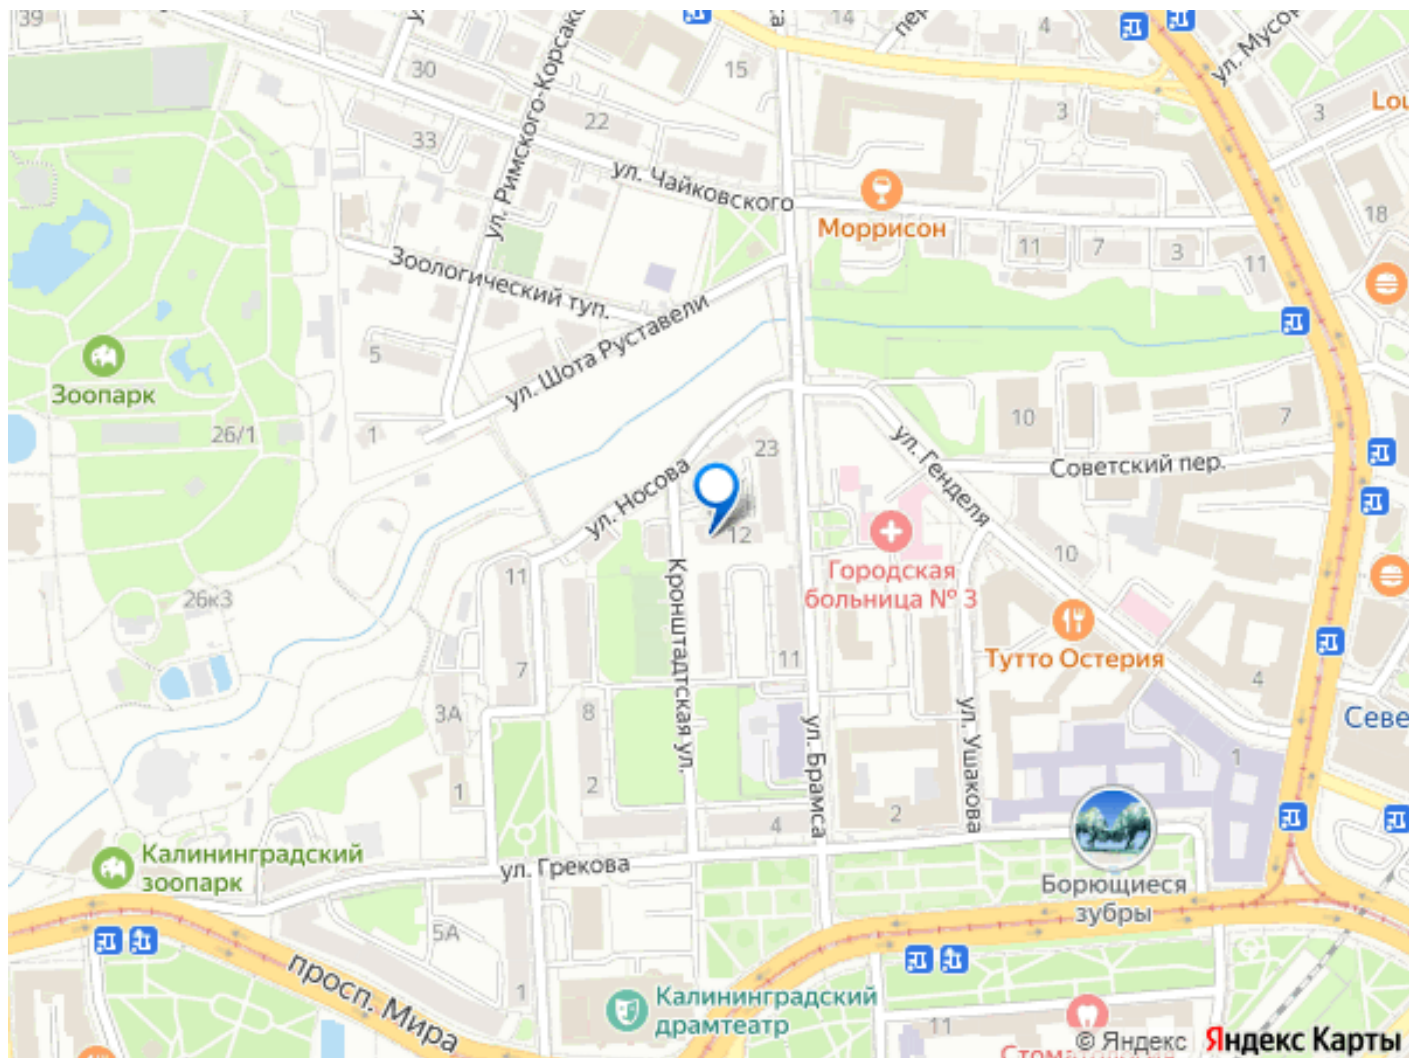 39
14
4
ул. Мусор
30
15
3
3
Lou
ул. Римского-Корсако
22
33
ул. Чайковского
Моррисон
18
11
7
3
11
Зоологический туп.
ул. Шота Руставели
5
Зоопарк
26/1
1
10
7
23
ул. Генделя
Советский пер.
ул. Носова
12
10
11
Городская
больница № 3
Кронштадтская ул.
26к3
Тутто Остерия
7
11
4
3А
8
ул. Брамса
ул. Ушакова
Севе
1
1
2
2
4
Калининградский
зоопарк
ул. Грекова
Борющиеся
зубры
5А
просп. Мира
1
Калининградский
драмтеатр
11
© Яндекс Яндекс Карты